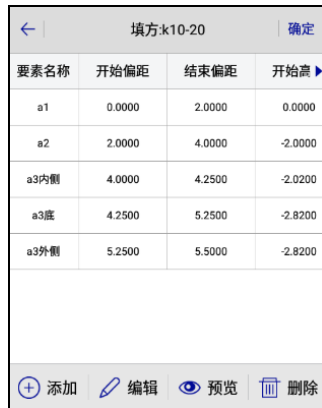 填方:k10-20 确定
要素名称 开始偏距 结束偏距 开始高
a1 0.0000 2.0000 0.0000
a2 2.0000 4.0000 -2.0000
a3内侧 4.0000 4.2500 -2.0200
a3底 4.2500 5.2500 -2.8200
a3外侧 5.2500 5.5000 -2.8200
添加 编辑 预览 删除